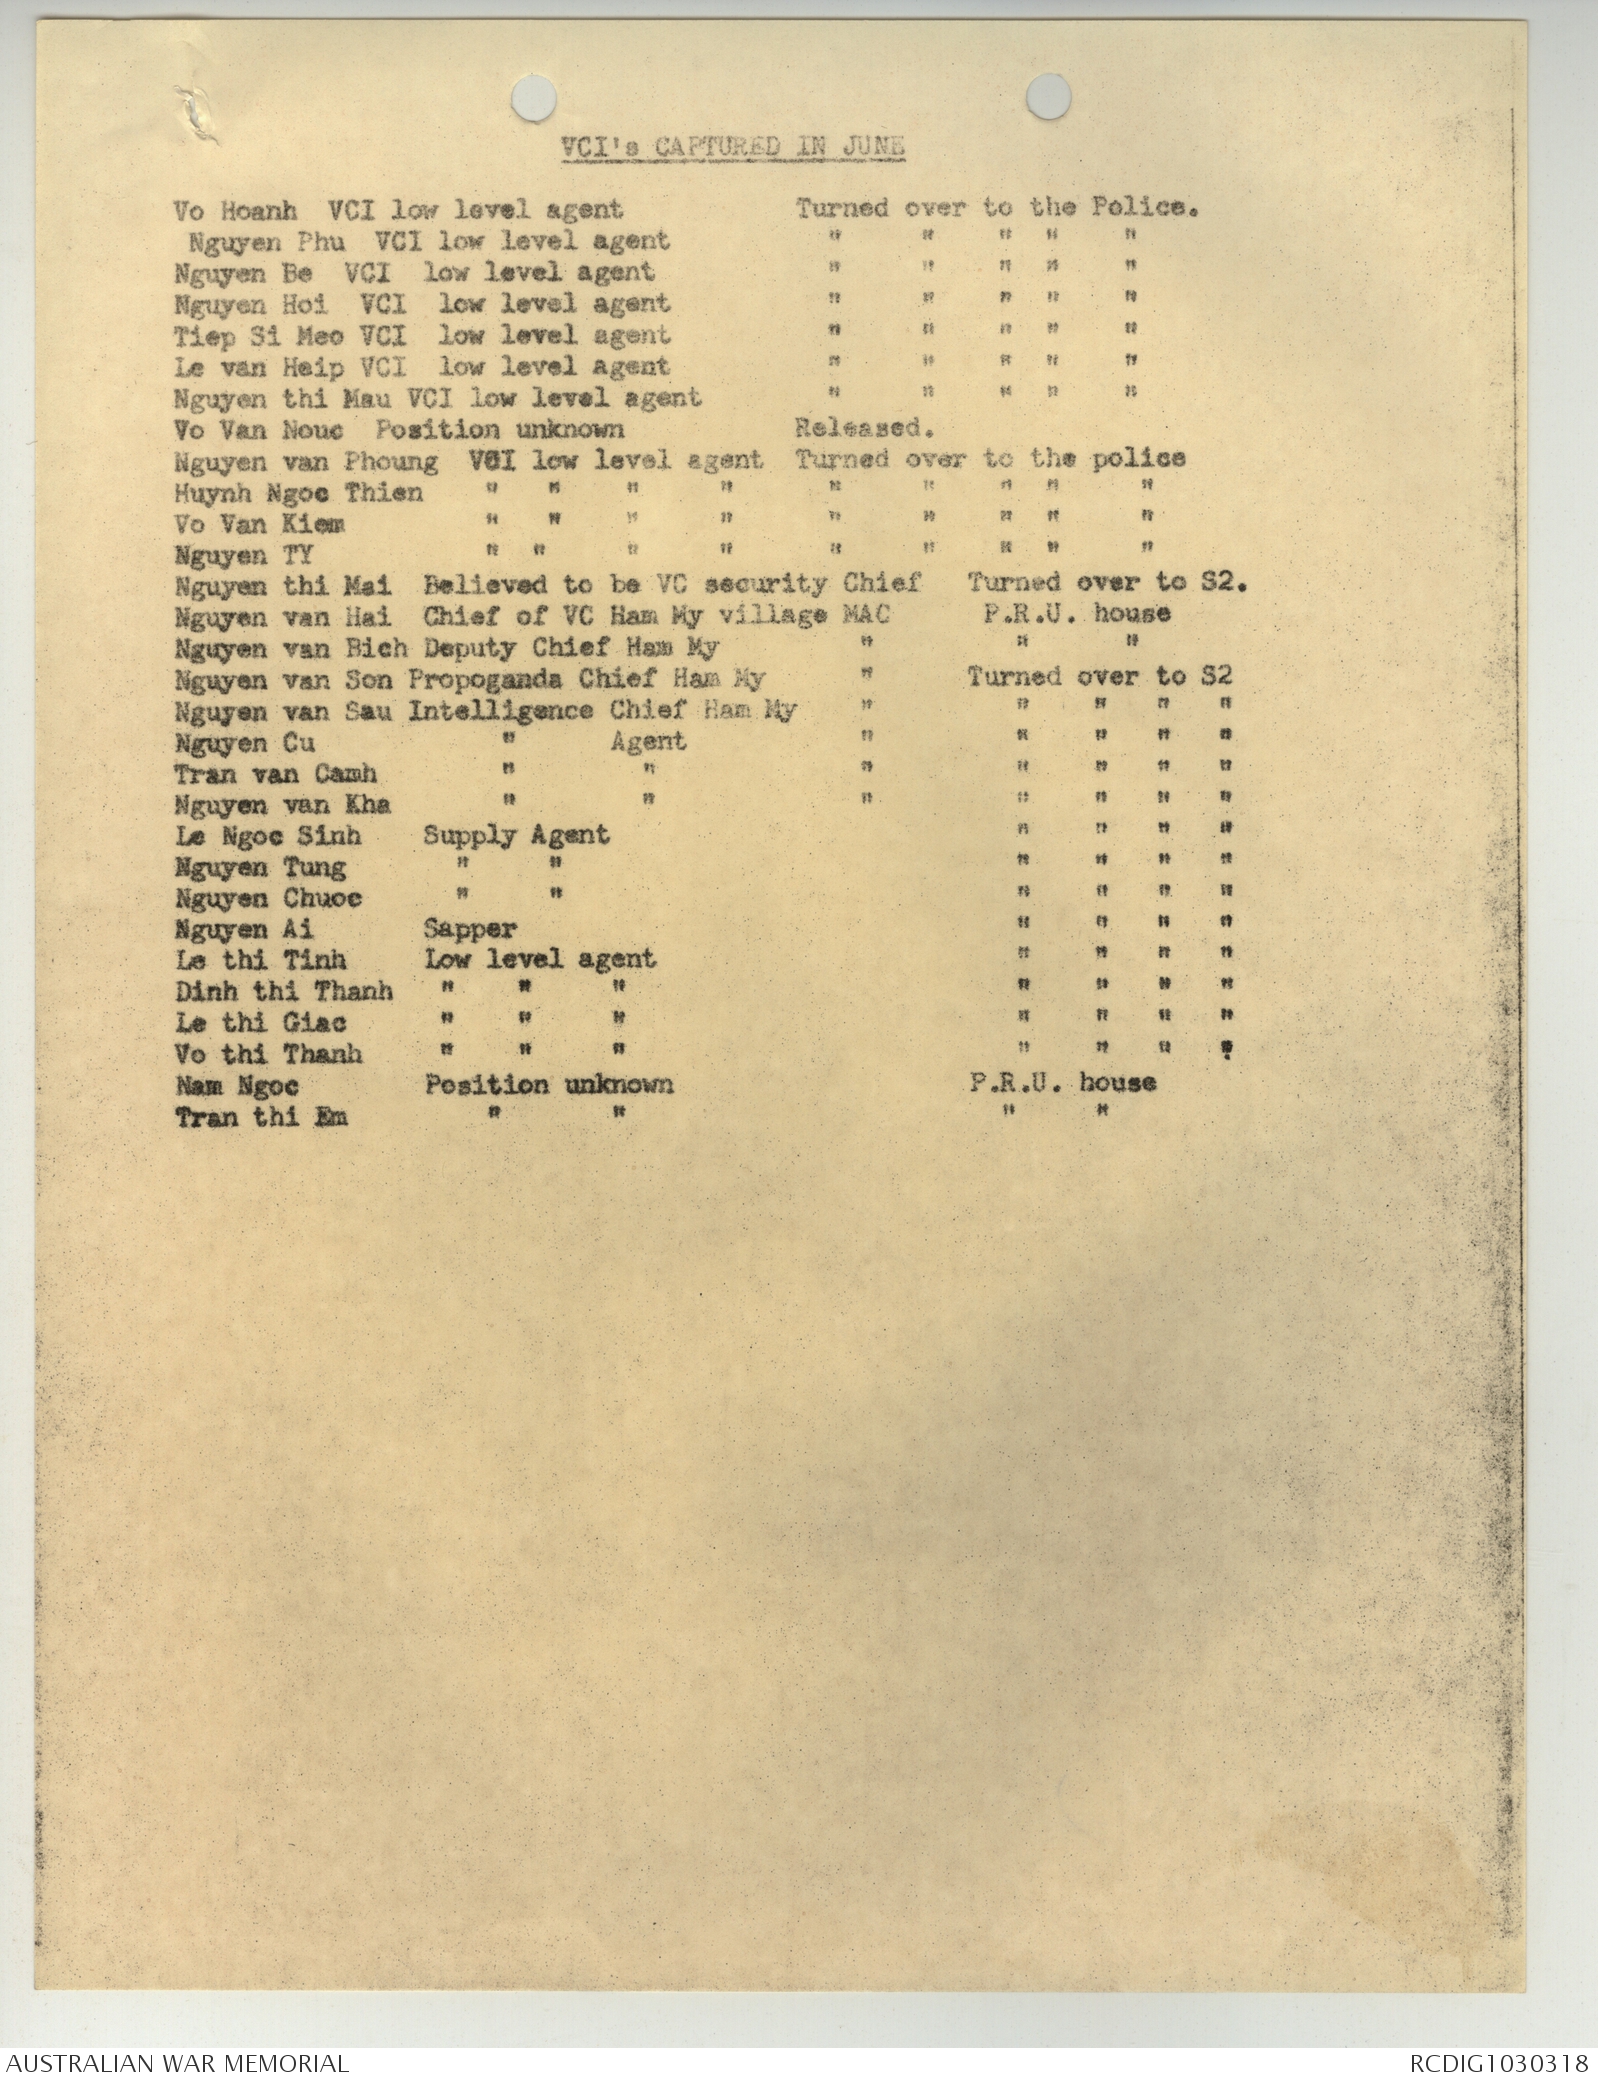 VCI's CAPTURED IN JUNE
Vo Hoanh VCI low level agent Turned over to the Police.
Nguyen Phu VCI low level agent " " " " "
Nguyen Be VCI low level agent " " " " "
Nguyen Hoi VCI low level agent " " " " "
Tiep Si Meo VCI low level agent " " " " "
Le van Heip VCI low level agent " " " " "
Nguyen thi Mau VCI low level agent " " " " "
Vo Van Nouc Position unknown Released.
Nguyen van Phoung VCI low level agent Turned over to the police
Huynh Ngoc Thien " " " " " " " " "
Vo Van Kiem " " " " " " " " "
Nguyen TY " " " " " " " " "
Nguyen thi Mai Believed to be VC security Chief Turned over to S2.
Nguyen van Hai Chief of VC Ham My village MAC P.R.U. house
Nguyen van Bich Deputy Chief Ham My " " "
Nguyen van Son Propoganda Chief Ham My " Turned over to S2
Nguyen van Sau Intelligence Chief Ham My " " " " "
Nguyen Cu " Agent " " " " "
Tran van Camh " " " " " " "
Nguyen van Kha " " " " " " "
Le Ngoc Sinh Supply Agent " " " "
Nguyen Tung " " " " " "
Nguyen Chuoc " " " " " "
Nguyen Ai Sapper " " " "
Le thi Tinh Low level agent " " " "
Dinh thi Thanh " " " " " " "
Le thi Giac " " " " " " "
Vo thi Thanh " " " " " " ".
Nam Ngoc Position unknown P.R.U. house
Tran thi Em " " " "
AUSTRALIAN WAR MEMORIAL RCDIG1030318